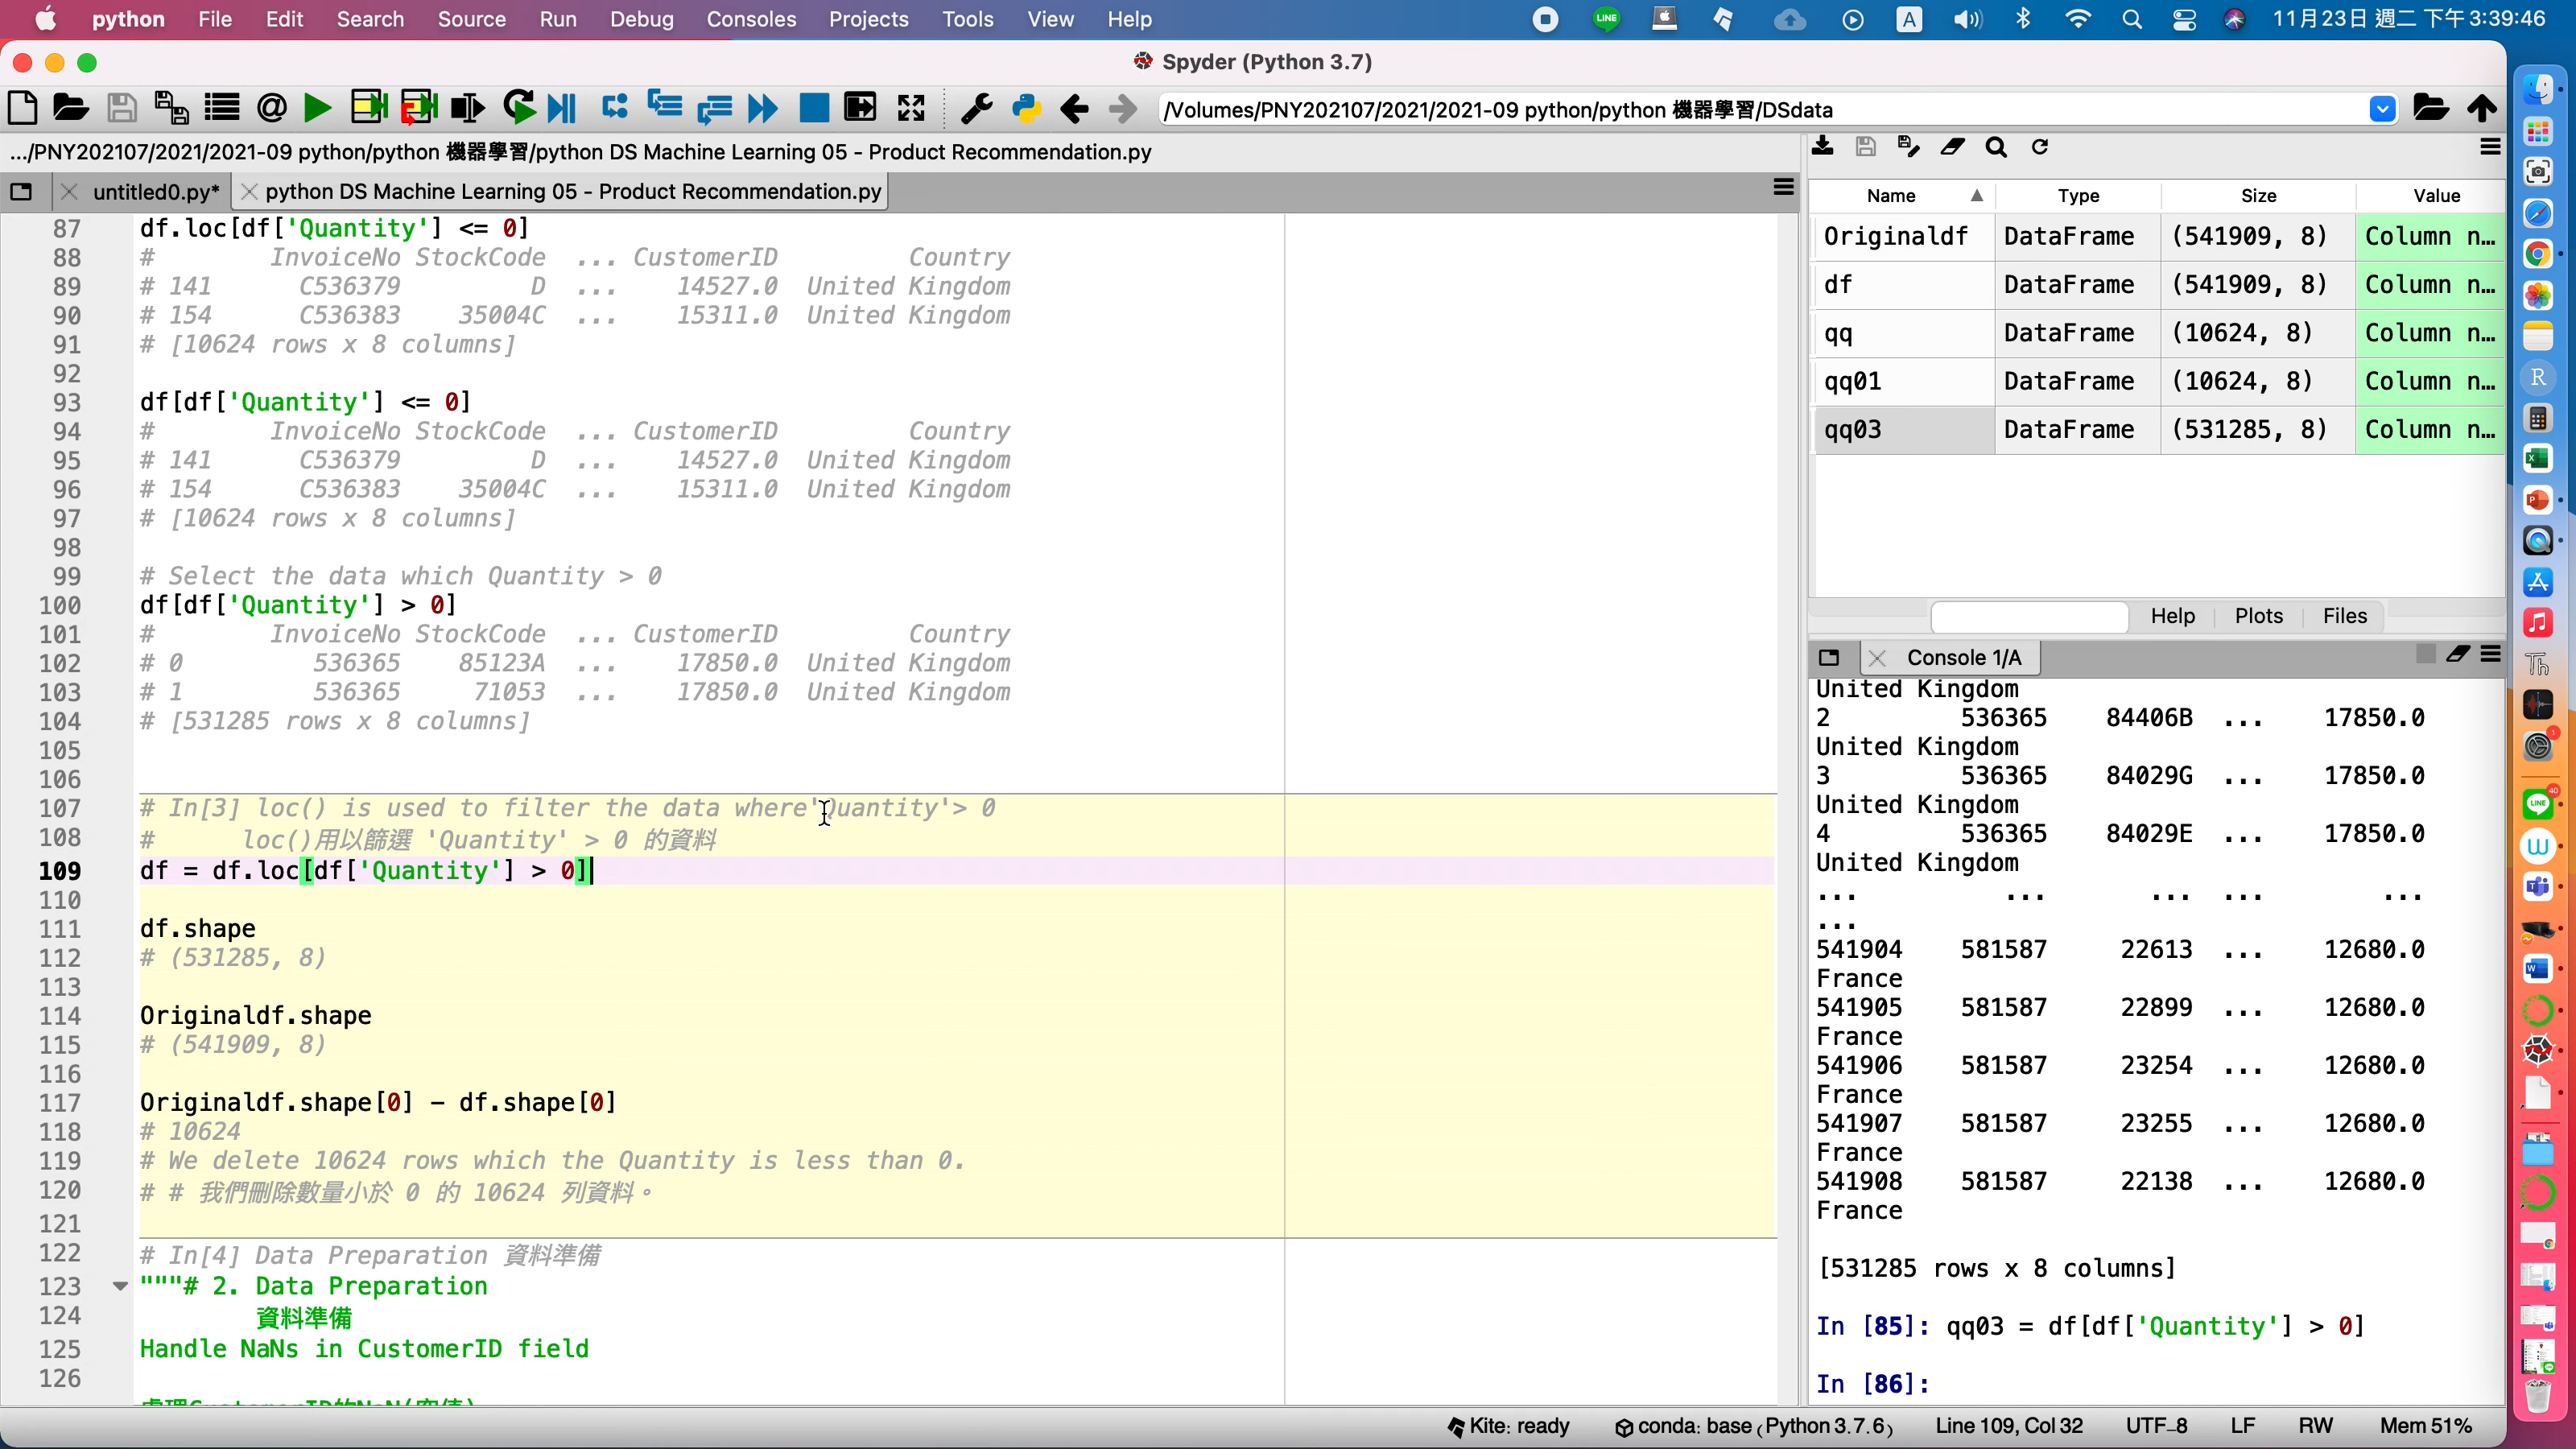 python File Edit Search Source Run Debug Consoles Projects Tools View Help
LINE A 11月23日 週二 下午3:39:46
Spyder (Python 3.7)
/Volumes/PNY202107/2021/2021-09 python/python 機器學習/DSdata
.../PNY202107/2021/2021-09 python/python 機器學習/python DS Machine Learning 05 - Product Recommendation.py
untitled0.py* python DS Machine Learning 05 - Product Recommendation.py
87 df.loc[df['Quantity'] <= 0]
88 # InvoiceNo StockCode ... CustomerID Country
89 # 141 C536379 D ... 14527.0 United Kingdom
90 # 154 C536383 35004C ... 15311.0 United Kingdom
91 # [10624 rows x 8 columns]
92
93 df[df['Quantity'] <= 0]
94 # InvoiceNo StockCode ... CustomerID Country
95 # 141 C536379 D ... 14527.0 United Kingdom
96 # 154 C536383 35004C ... 15311.0 United Kingdom
97 # [10624 rows x 8 columns]
98
99 # Select the data which Quantity > 0
100 df[df['Quantity'] > 0]
101 # InvoiceNo StockCode ... CustomerID Country
102 # 0 536365 85123A ... 17850.0 United Kingdom
103 # 1 536365 71053 ... 17850.0 United Kingdom
104 # [531285 rows x 8 columns]
105
106
107 # In[3] loc() is used to filter the data where'Quantity'> 0
108 # loc()用以篩選 'Quantity' > 0 的資料
109 df = df.loc[df['Quantity'] > 0]
110
111 df.shape
112 # (531285, 8)
113
114 Originaldf.shape
115 # (541909, 8)
116
117 Originaldf.shape[0] - df.shape[0]
118 # 10624
119 # We delete 10624 rows which the Quantity is less than 0.
120 # # 我們刪除數量小於 0 的 10624 列資料。
121
122 # In[4] Data Preparation 資料準備
123 """# 2. Data Preparation
124 資料準備
125 Handle NaNs in CustomerID field
126
Name Type Size Value
Originaldf DataFrame (541909, 8) Column n…
df DataFrame (541909, 8) Column n…
qq DataFrame (10624, 8) Column n…
qq01 DataFrame (10624, 8) Column n…
qq03 DataFrame (531285, 8) Column n…
Help Plots Files
Console 1/A
United Kingdom
2 536365 84406B ... 17850.0
United Kingdom
3 536365 84029G ... 17850.0
United Kingdom
4 536365 84029E ... 17850.0
United Kingdom
... ... ... ... ...
...
541904 581587 22613 ... 12680.0
France
541905 581587 22899 ... 12680.0
France
541906 581587 23254 ... 12680.0
France
541907 581587 23255 ... 12680.0
France
541908 581587 22138 ... 12680.0
France
[531285 rows x 8 columns]
In [85]: qq03 = df[df['Quantity'] > 0]
In [86]:
Kite: ready conda: base (Python 3.7.6) Line 109, Col 32 UTF-8 LF RW Mem 51%